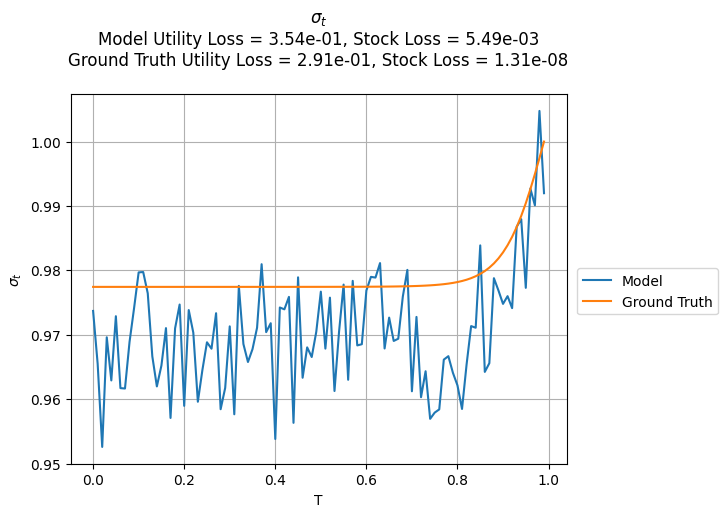 σₜ
Model Utility Loss = 3.54e-01, Stock Loss = 5.49e-03
Ground Truth Utility Loss = 2.91e-01, Stock Loss = 1.31e-08
1.00
0.99
0.98
0.97
0.96
0.95
σₜ
0.0 0.2 0.4 0.6 0.8 1.0
T
Model
Ground Truth